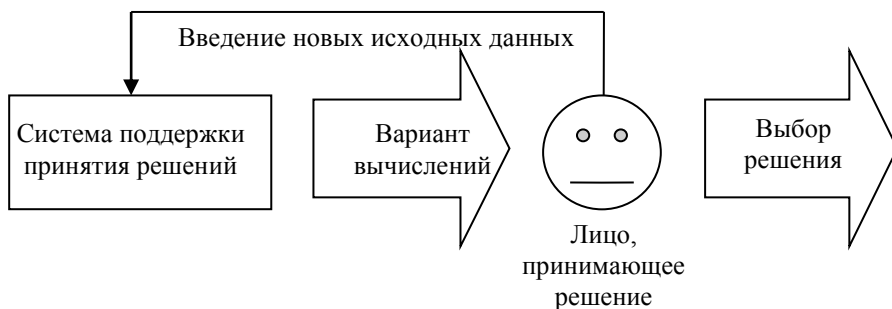 Введение новых исходных данных
Система поддержки
принятия решений
Вариант
вычислений
Выбор
решения
Лицо,
принимающее
решение